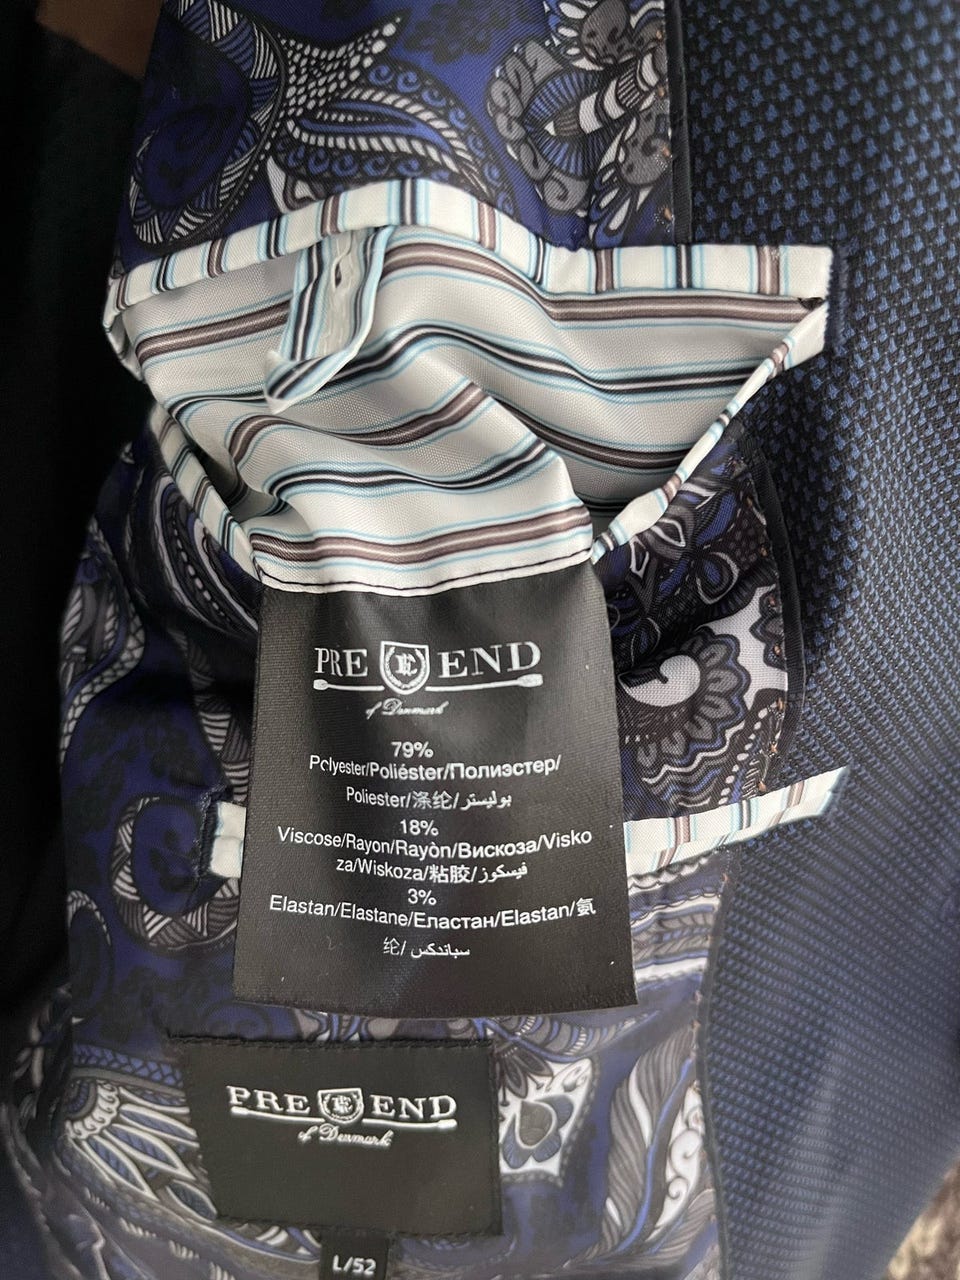 PRE END
of Denmark
79%
Polyester/Poliéster/Полиэстер/
Poliester/涤纶/بوليستر
18%
Viscose/Rayon/Rayòn/Вискоза/Visko
za/Wiskoza/粘胶/فيسكوز
3%
Elastan/Elastane/Еластан/Elastan/氨
纶/سباندكس
PRE END
of Denmark
L/52